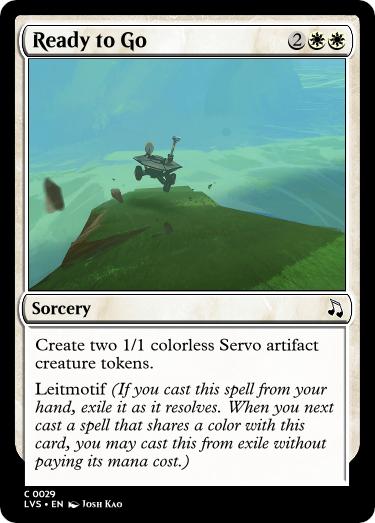 Ready to Go 2
Sorcery
Create two 1/1 colorless Servo artifact
creature tokens.
Leitmotif (If you cast this spell from your
hand, exile it as it resolves. When you next
cast a spell that shares a color with this
card, you may cast this from exile without
paying its mana cost.)
C 0029
LVS • EN Josh Kao